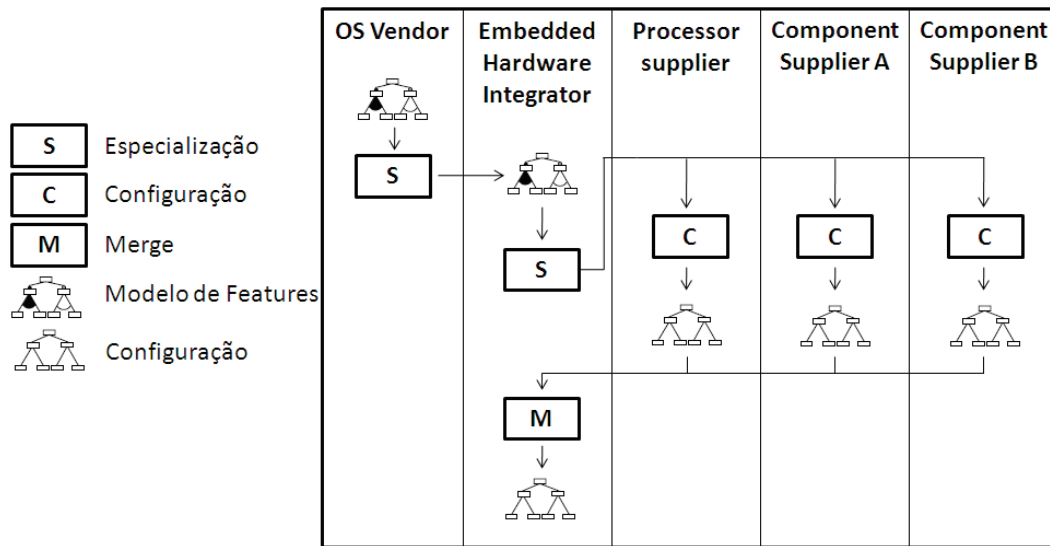 OS Vendor
Embedded
Hardware
Integrator
Processor
supplier
Component
Supplier A
Component
Supplier B
S Especialização
C Configuração
M Merge
Modelo de Features
Configuração
S
S
C
C
C
M